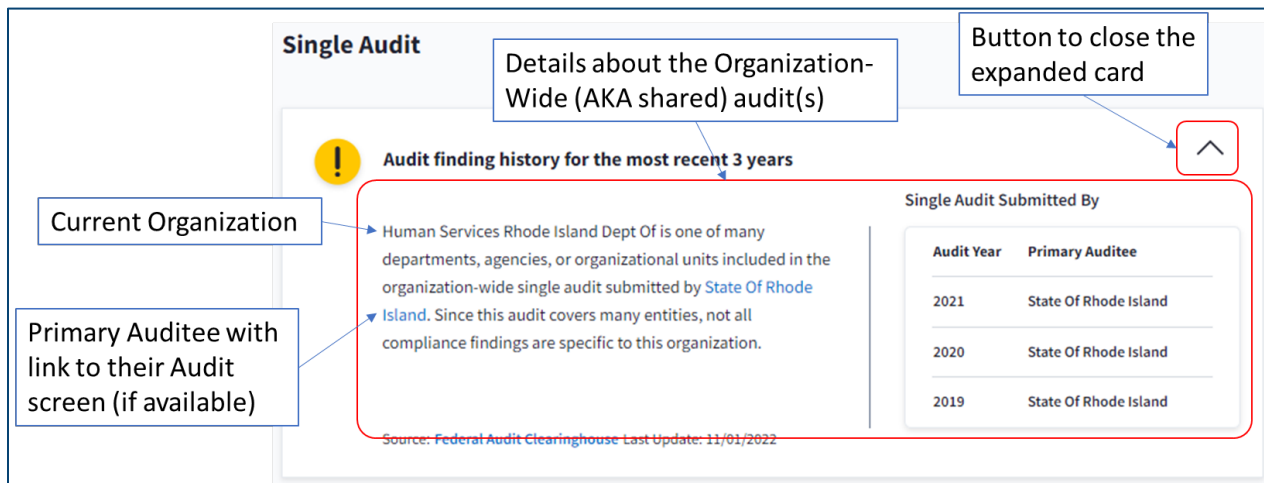 Single Audit
Details about the Organization-
Wide (AKA shared) audit(s)
Button to close the
expanded card
!
Audit finding history for the most recent 3 years
Current Organization
Human Services Rhode Island Dept Of is one of many
departments, agencies, or organizational units included in the
organization-wide single audit submitted by State Of Rhode
Island. Since this audit covers many entities, not all
compliance findings are specific to this organization.
Primary Auditee with
link to their Audit
screen (if available)
Single Audit Submitted By
Audit Year Primary Auditee
2021 State Of Rhode Island
2020 State Of Rhode Island
2019 State Of Rhode Island
Source: Federal Audit Clearinghouse Last Update: 11/01/2022